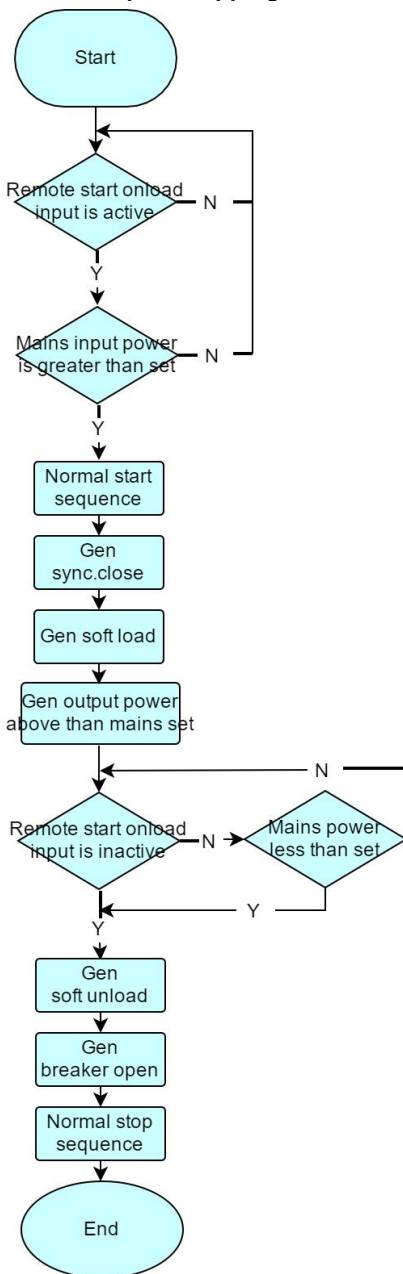 Start
Remote start onload
input is active
N
Y
Mains input power
is greater than set
N
Y
Normal start
sequence
Gen
sync.close
Gen soft load
Gen output power
above than mains set
N
Remote start onload
input is inactive
N
Mains power
less than set
Y
Y
Gen
soft unload
Gen
breaker open
Normal stop
sequence
End